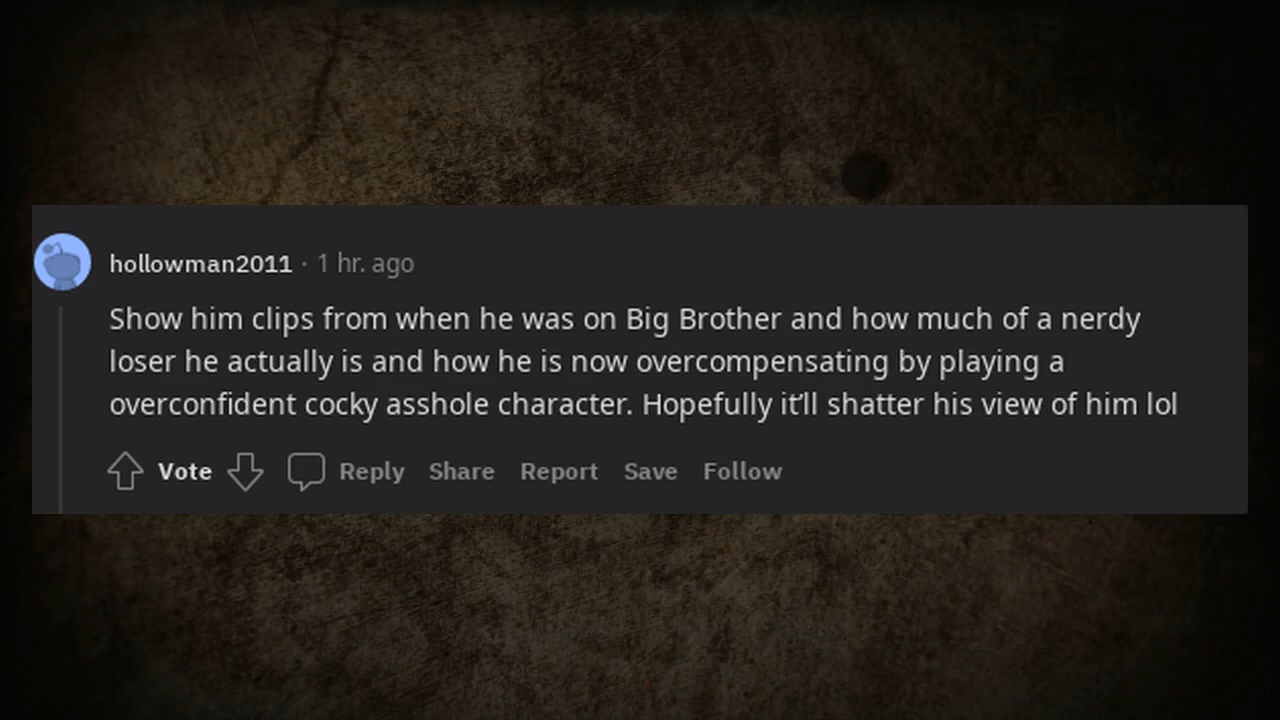 hollowman2011 · 1 hr. ago
Show him clips from when he was on Big Brother and how much of a nerdy
loser he actually is and how he is now overcompensating by playing a
overconfident cocky asshole character. Hopefully it'll shatter his view of him lol
Vote Reply Share Report Save Follow